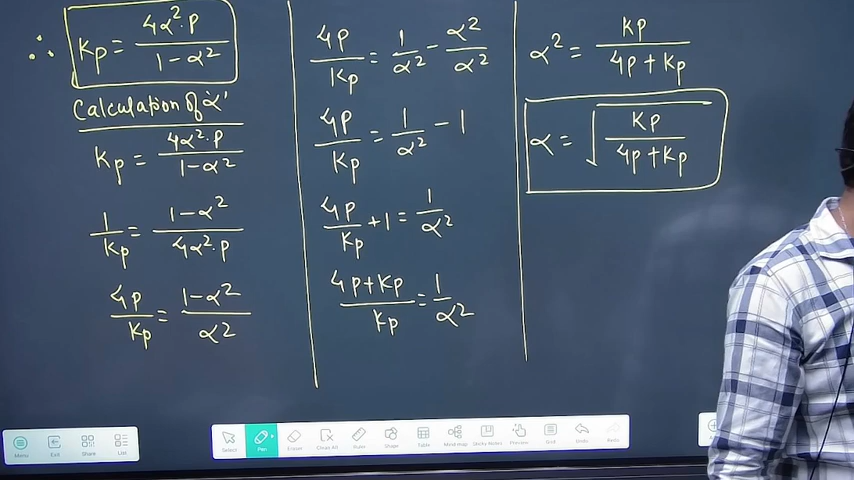 ∴ Kp = 4α²·P / 1-α²
Calculation of 'α'
Kp = 4α²·P / 1-α²
1/Kp = 1-α² / 4α²·P
4P/Kp = 1-α² / α²
4P/Kp = 1/α² - α²/α²
4P/Kp = 1/α² - 1
4P/Kp + 1 = 1/α²
4P+Kp / Kp = 1/α²
α² = Kp / 4P+Kp
α = √(Kp / 4P+Kp)
Menu
Exit
Share
List
Select
Pen
Eraser
Clean All
Ruler
Shape
Table
Mind map
Sticky Notes
Preview
Grid
Undo
Redo